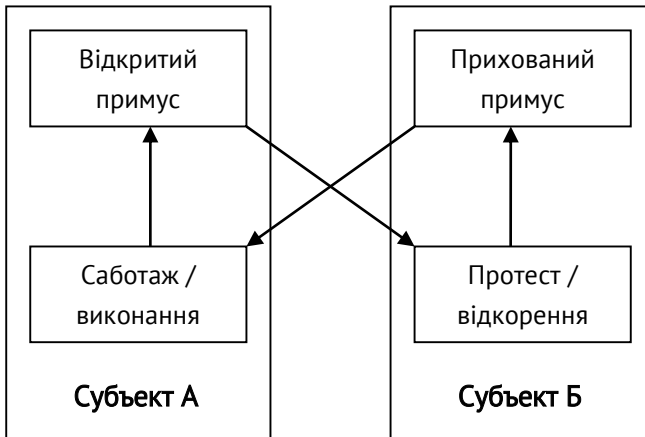 Відкритий
примус
Прихований
примус
Саботаж /
виконання
Протест /
відкорення
Субъект А
Субъект Б